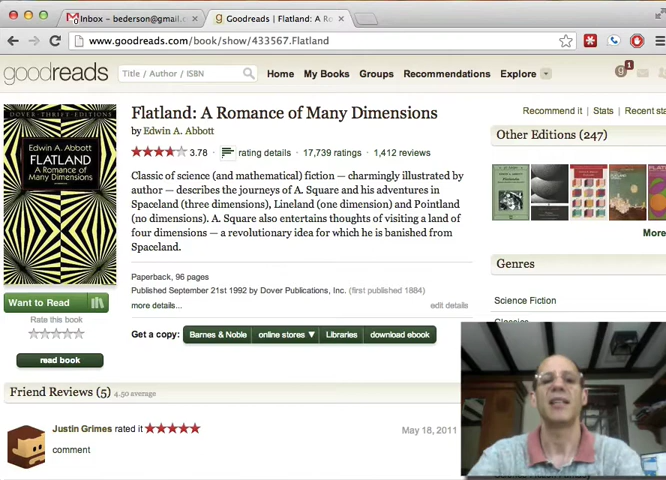 Inbox - bederson@gmail.c
Goodreads | Flatland: A Ro
www.goodreads.com/book/show/433567.Flatland
goodreads
Title / Author / ISBN
Home My Books Groups Recommendations Explore
1
Flatland: A Romance of Many Dimensions
by Edwin A. Abbott
3.78 · rating details · 17,739 ratings · 1,412 reviews
Classic of science (and mathematical) fiction — charmingly illustrated by
author — describes the journeys of A. Square and his adventures in
Spaceland (three dimensions), Lineland (one dimension) and Pointland
(no dimensions). A. Square also entertains thoughts of visiting a land of
four dimensions — a revolutionary idea for which he is banished from
Spaceland.
Paperback, 96 pages
Published September 21st 1992 by Dover Publications, Inc. (first published 1884)
more details...
edit details
Get a copy: Barnes & Noble online stores ▼ Libraries download ebook
DOVER · THRIFT · EDITIONS
Edwin A. Abbott
FLATLAND
A Romance of
Many Dimensions
Want to Read
Rate this book
read book
Recommend it | Stats | Recent sta
Other Editions (247)
More
Genres
Science Fiction
Friend Reviews (5) 4.50 average
Justin Grimes rated it
May 18, 2011
comment